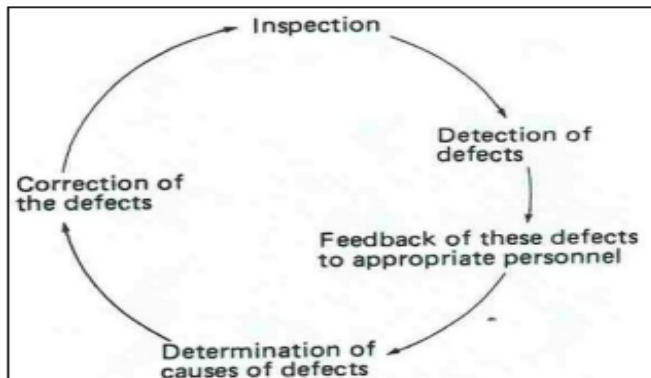 Inspection
Detection of
defects
Feedback of these defects
to appropriate personnel
Determination of
causes of defects
Correction of
the defects